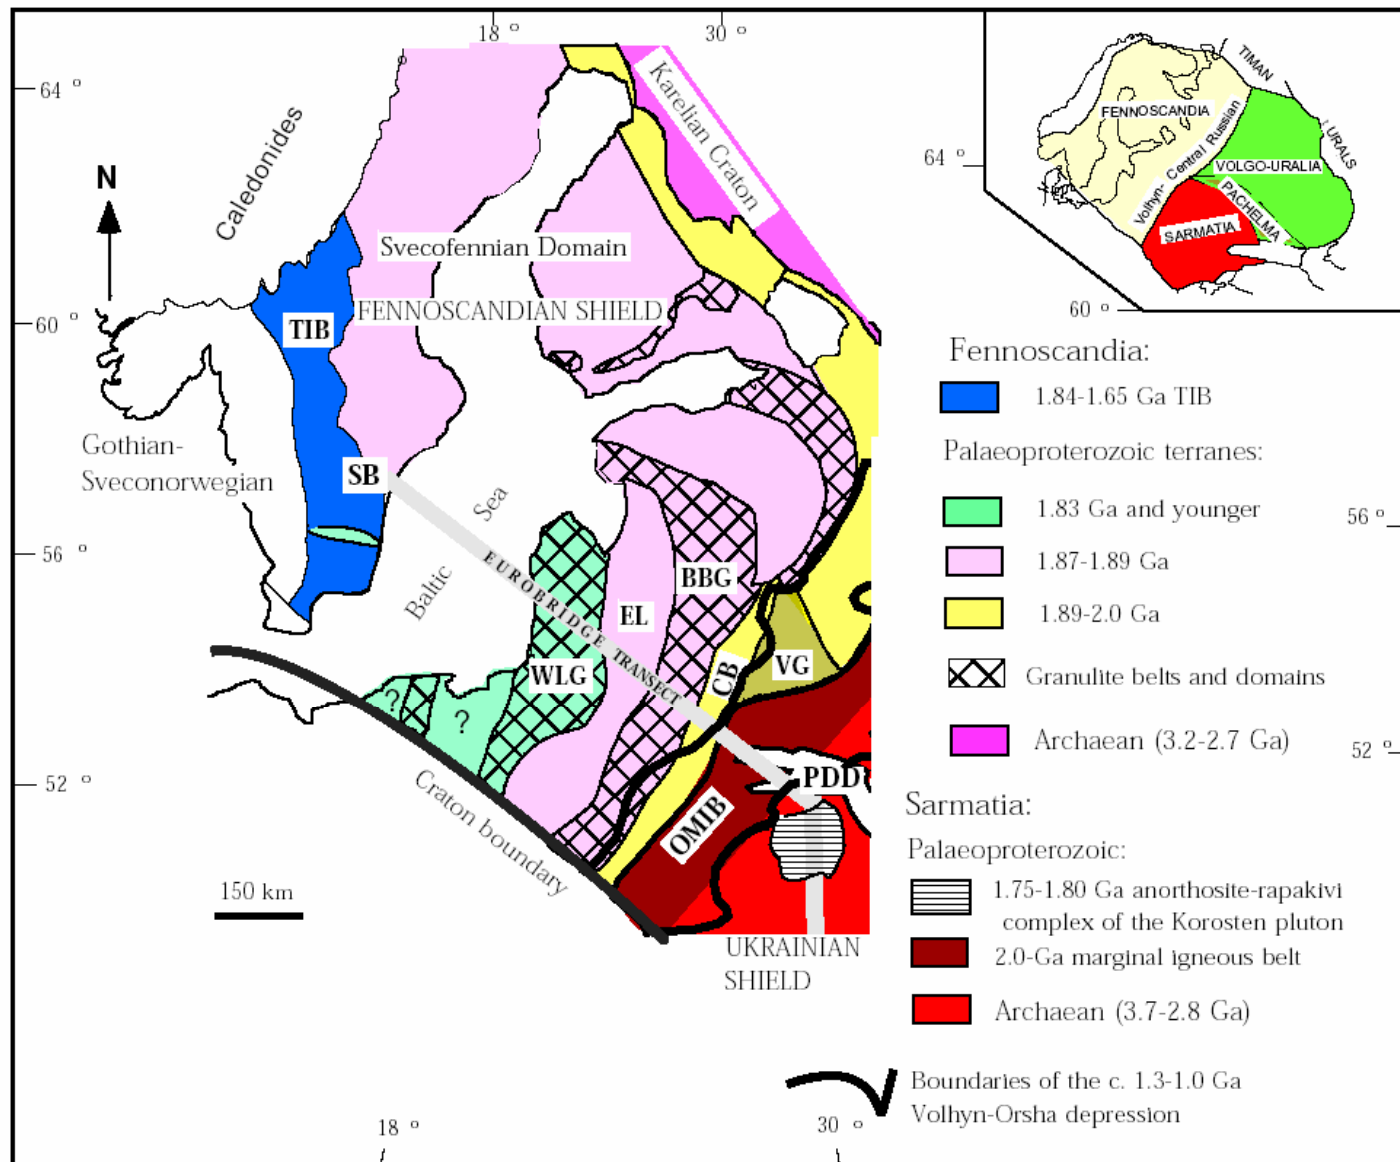 18 °
30 °
64 °
Karelian Craton
Caledonides
N
Svecofennian Domain
FENNOSCANDIAN SHIELD
60 °
TIB
Gothian-
Sveconorwegian
SB
Sea
Baltic
56 °
EUROBRIDGE TRANSECT
BBG
EL
WLG
CB
VG
?
?
52 °
Craton boundary
OMIB
PDD
150 km
UKRAINIAN
SHIELD
18 °
30 °
TIMAN
FENNOSCANDIA
Volhyn- Central Russian
URALS
64 °
VOLGO-URALIA
PACHELMA
SARMATIA
60 °
Fennoscandia:
1.84-1.65 Ga TIB
Palaeoproterozoic terranes:
1.83 Ga and younger
56 °
1.87-1.89 Ga
1.89-2.0 Ga
Granulite belts and domains
Archaean (3.2-2.7 Ga)
52 °
Sarmatia:
Palaeoproterozoic:
1.75-1.80 Ga anorthosite-rapakivi
complex of the Korosten pluton
2.0-Ga marginal igneous belt
Archaean (3.7-2.8 Ga)
Boundaries of the c. 1.3-1.0 Ga
Volhyn-Orsha depression